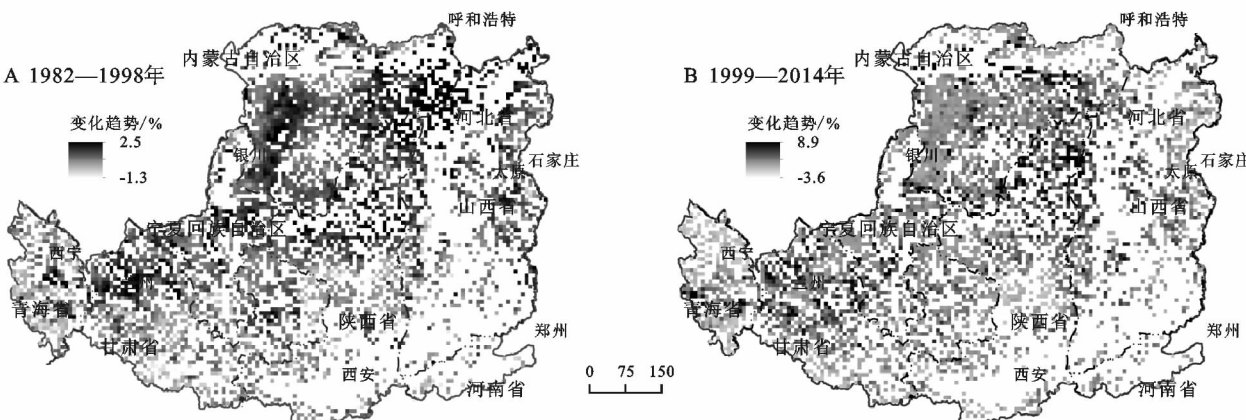 呼和浩特
内蒙古自治区
A 1982—1998年
变化趋势/%
2.5
-1.3
河北省
银川
石家庄
太原
山西省
宁夏回族自治区
西宁
兰州
青海省
陕西省
甘肃省
郑州
西安
河南省
0 75 150
呼和浩特
内蒙古自治区
B 1999—2014年
变化趋势/%
8.9
-3.6
河北省
银川
石家庄
太原
山西省
宁夏回族自治区
西宁
兰州
青海省
陕西省
甘肃省
郑州
西安
河南省